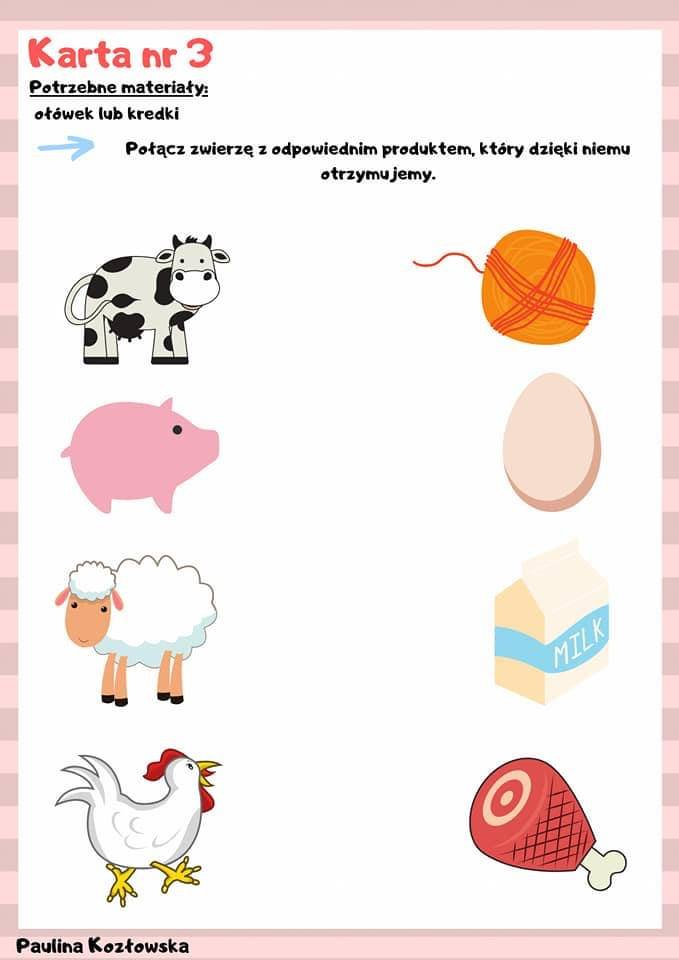 Karta nr 3
Potrzebne materiały:
ołówek lub kredki
Połącz zwierzę z odpowiednim produktem, który dzięki niemu
otrzymujemy.
MILK
Paulina Kozłowska